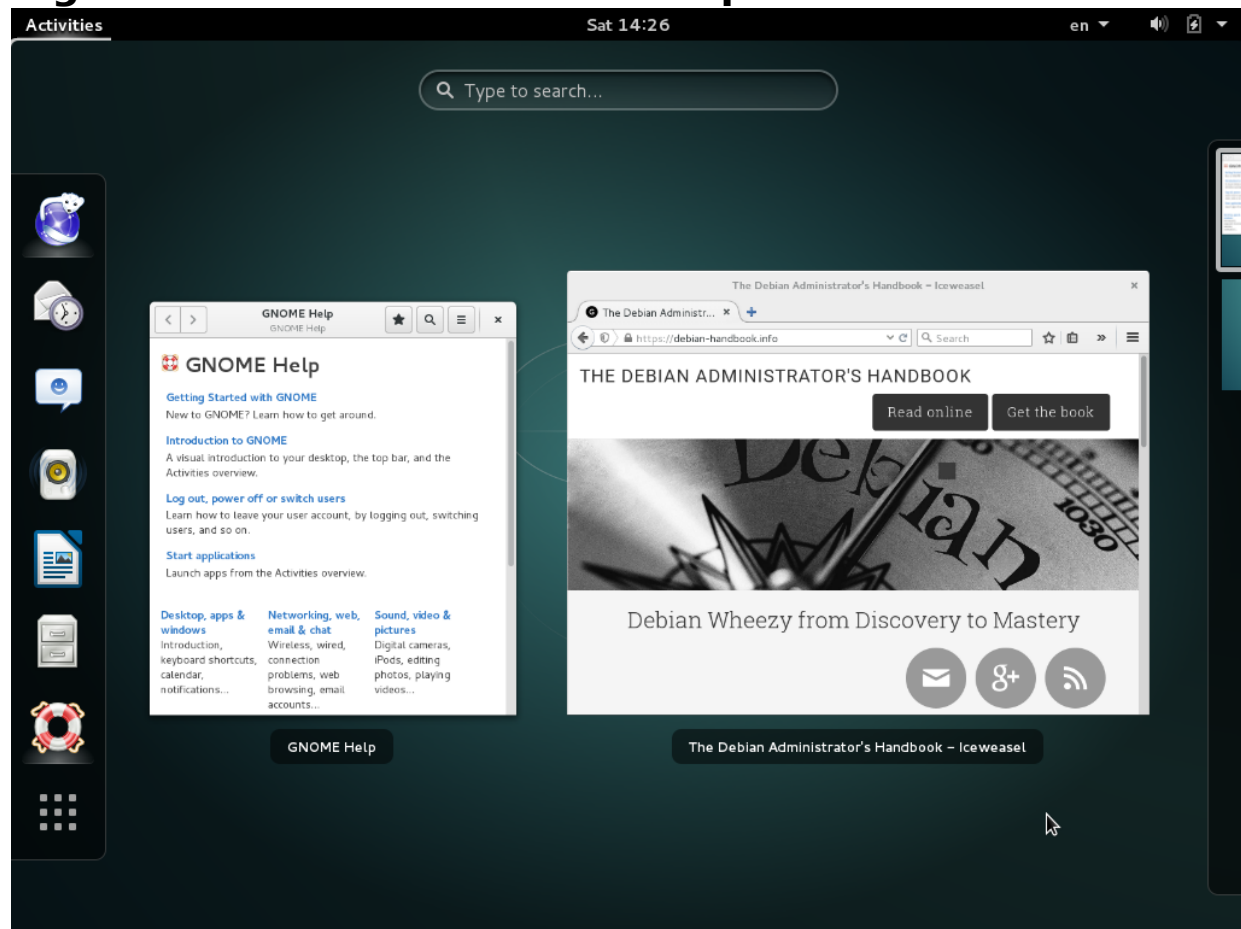 Activities
Sat 14:26
en
Type to search...
GNOME Help
GNOME Help
GNOME Help
Getting Started with GNOME
New to GNOME? Learn how to get around.
Introduction to GNOME
A visual introduction to your desktop, the top bar, and the
Activities overview.
Log out, power off or switch users
Learn how to leave your user account, by logging out, switching
users, and so on.
Start applications
Launch apps from the Activities overview.
Desktop, apps &
windows
Introduction,
keyboard shortcuts,
calendar,
notifications...
Networking, web,
email & chat
Wireless, wired,
connection
problems, web
browsing, email
accounts...
Sound, video &
pictures
Digital cameras,
iPods, editing
photos, playing
videos...
GNOME Help
The Debian Administrator's Handbook – Iceweasel
The Debian Administr...
https://debian-handbook.info
Search
THE DEBIAN ADMINISTRATOR'S HANDBOOK
Read online
Get the book
Debian
1030
Debian Wheezy from Discovery to Mastery
g+
The Debian Administrator's Handbook – Iceweasel